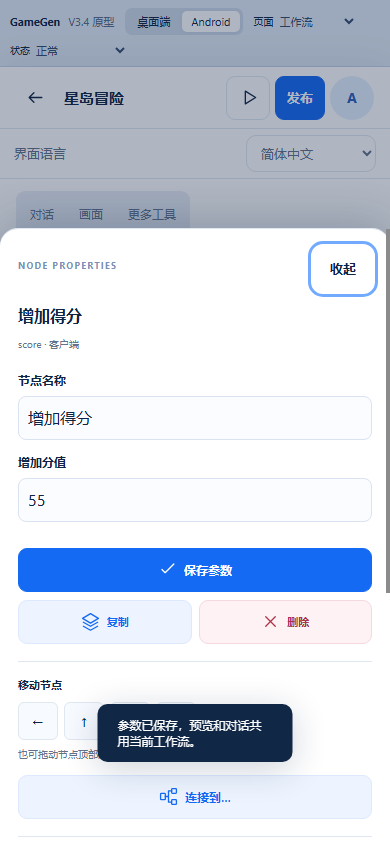 GameGen V3.4 原型 桌面端 Android 页面 工作流
状态 正常
← 星岛冒险 发布 A
界面语言 简体中文
对话 画面 更多工具
NODE PROPERTIES 收起
增加得分
score · 客户端
节点名称
增加得分
增加分值
55
保存参数
复制 删除
移动节点
← ↑
参数已保存，预览和对话共
用当前工作流。
也可拖动节点顶部
连接到...